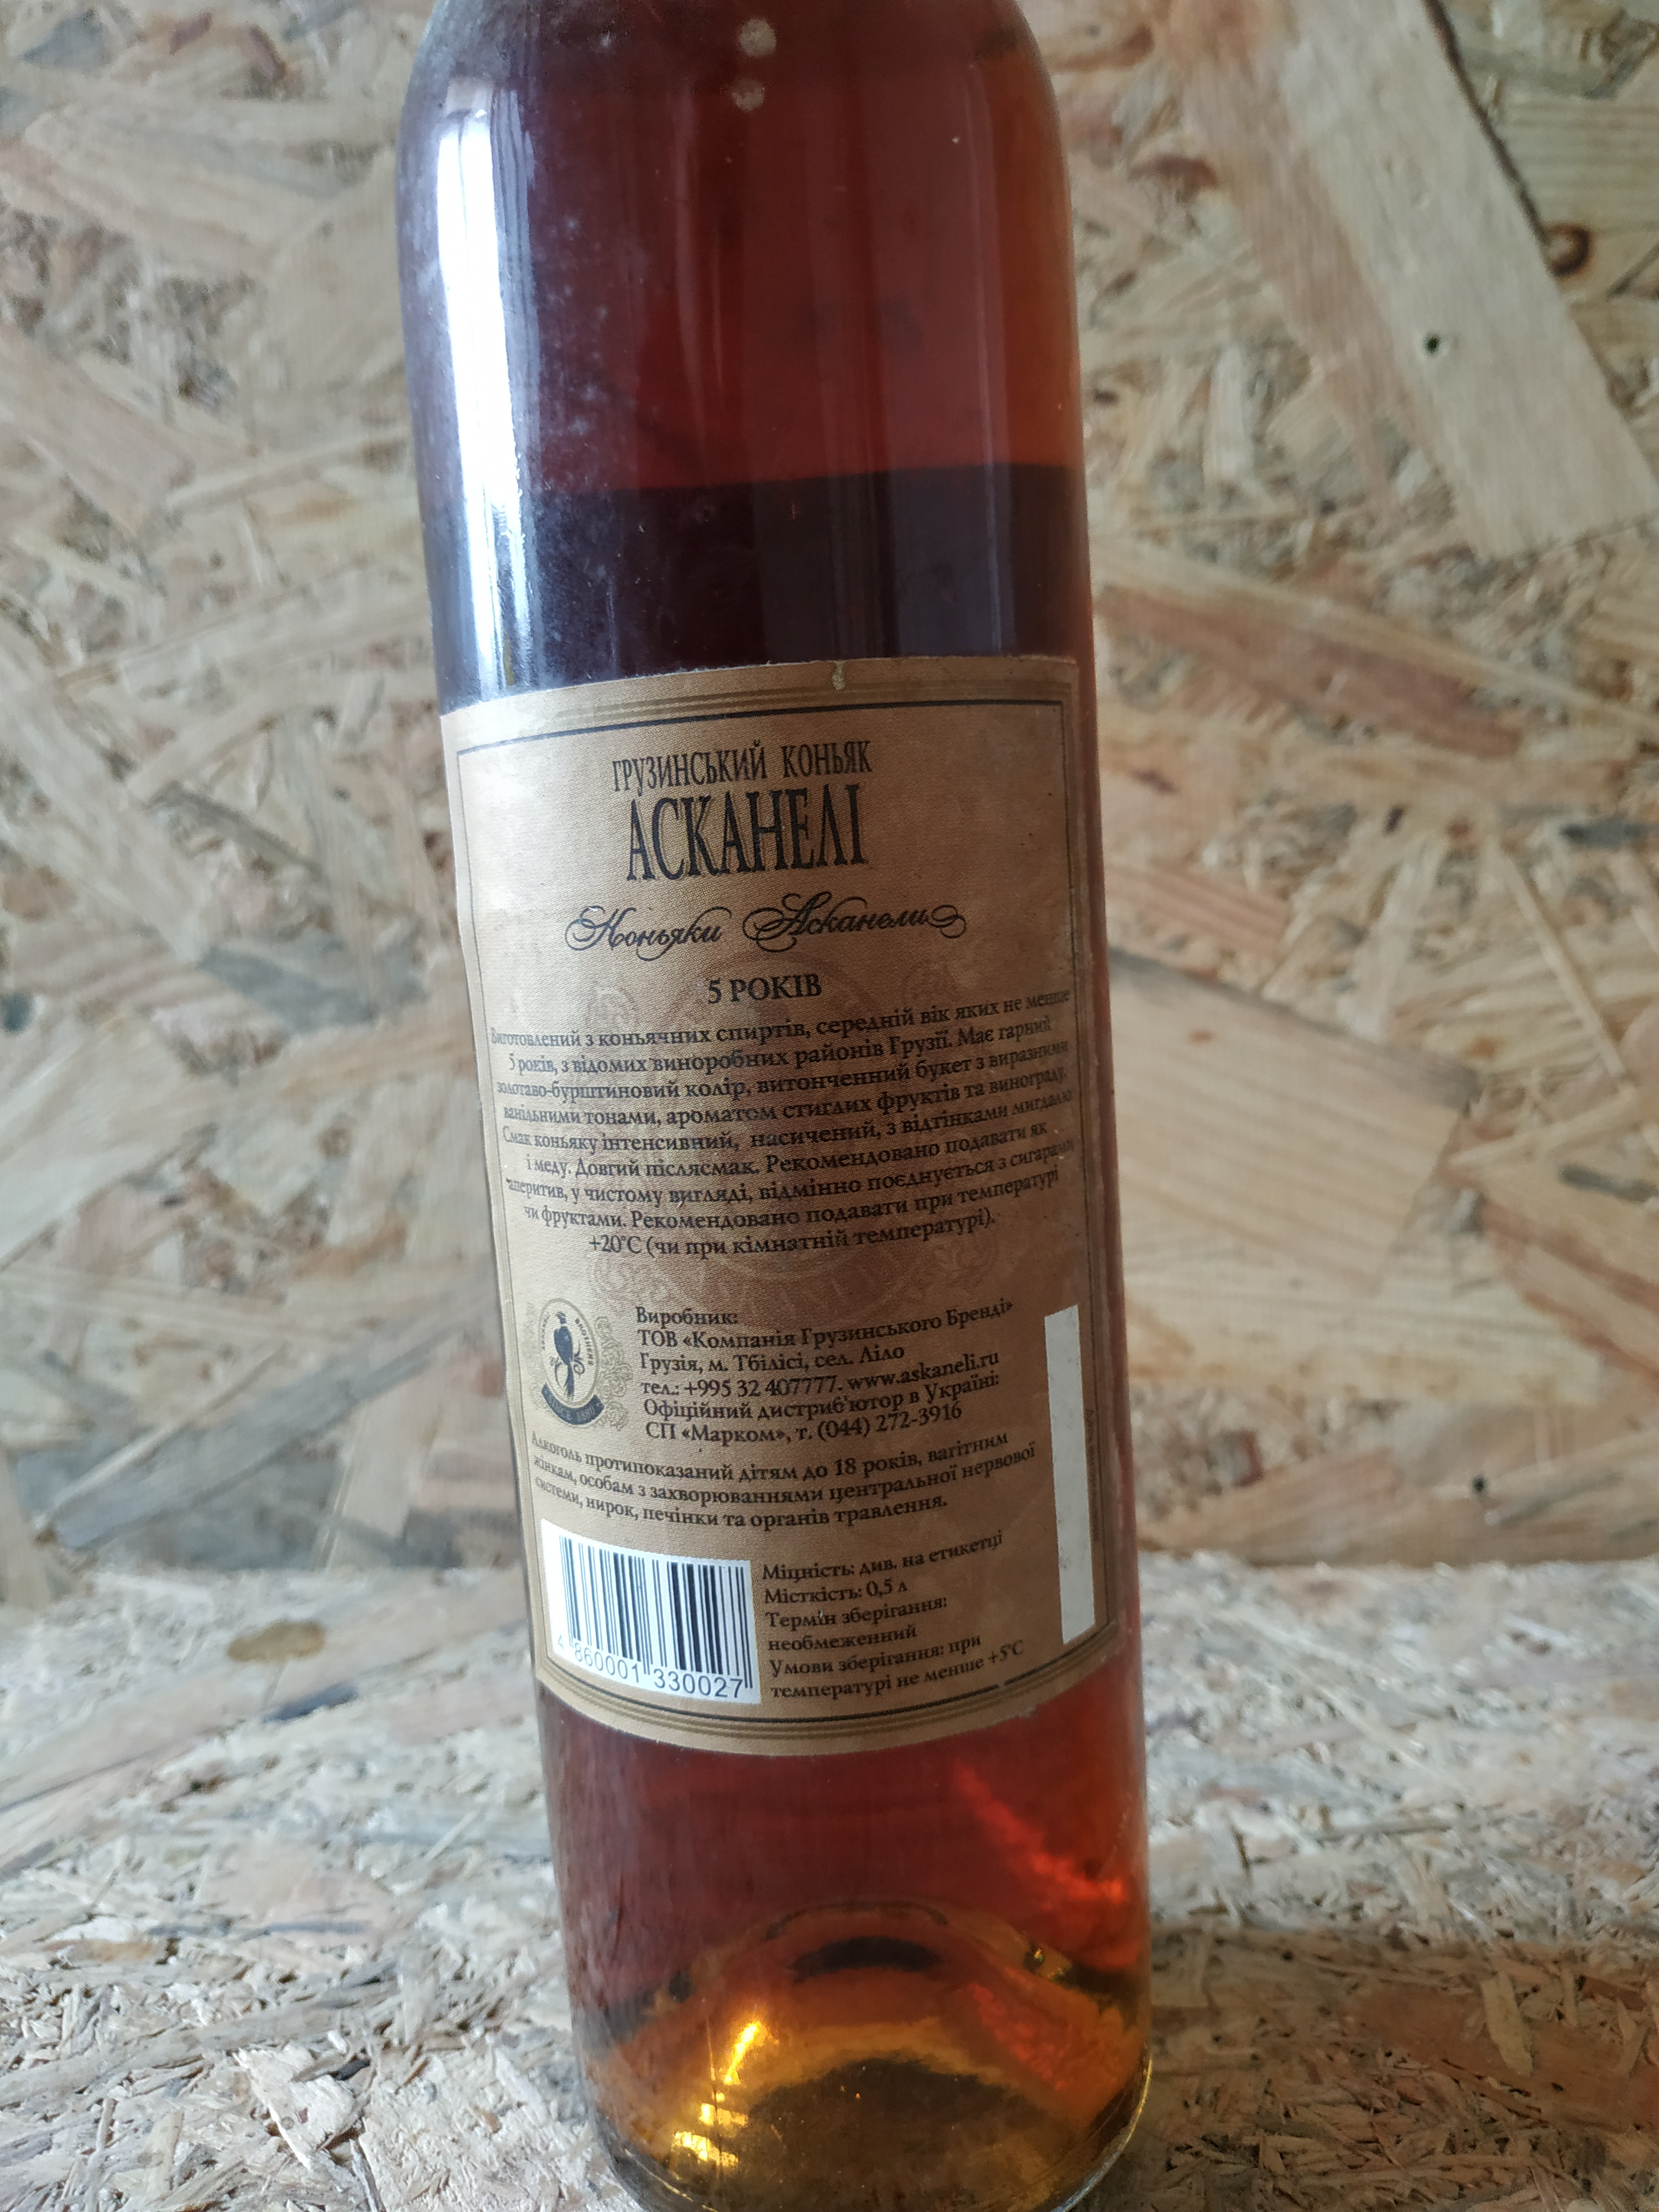 ГРУЗИНСЬКИЙ КОНЬЯК
АСКАНЕЛІ
Коньяки Асканели
5 РОКІВ
Виготовлений з коньячних спиртів, середній вік яких не менше
5 років, з відомих виноробних районів Грузії. Має гарний
золотаво-бурштиновий колір, витонченний букет з виразними
ванільними тонами, ароматом стиглих фруктів та винограду.
Смак коньяку інтенсивний, насичений, з відтінками мигдалю
і меду. Довгий післясмак. Рекомендовано подавати як
аперитив, у чистому вигляді, відмінно поєднується з сигарами
чи фруктами. Рекомендовано подавати при температурі
+20°C (чи при кімнатній температурі).
Виробник:
ТОВ «Компанія Грузинського Бренді»
Грузія, м. Тбілісі, сел. Ліло
тел.: +995 32 407777. www.askaneli.ru
Офіційний дистриб'ютор в Україні:
СП «Марком», т. (044) 272-3916
BROTHERS
SINCE 1880
Алкоголь протипоказаний дітям до 18 років, вагітним
жінкам, особам з захворюваннями центральної нервової
системи, нирок, печінки та органів травлення.
Міцність: див. на етикетці
Місткість: 0,5 л
Термін зберігання:
необмеженний
Умови зберігання: при
температурі не менше +5°C
4 860001 330027